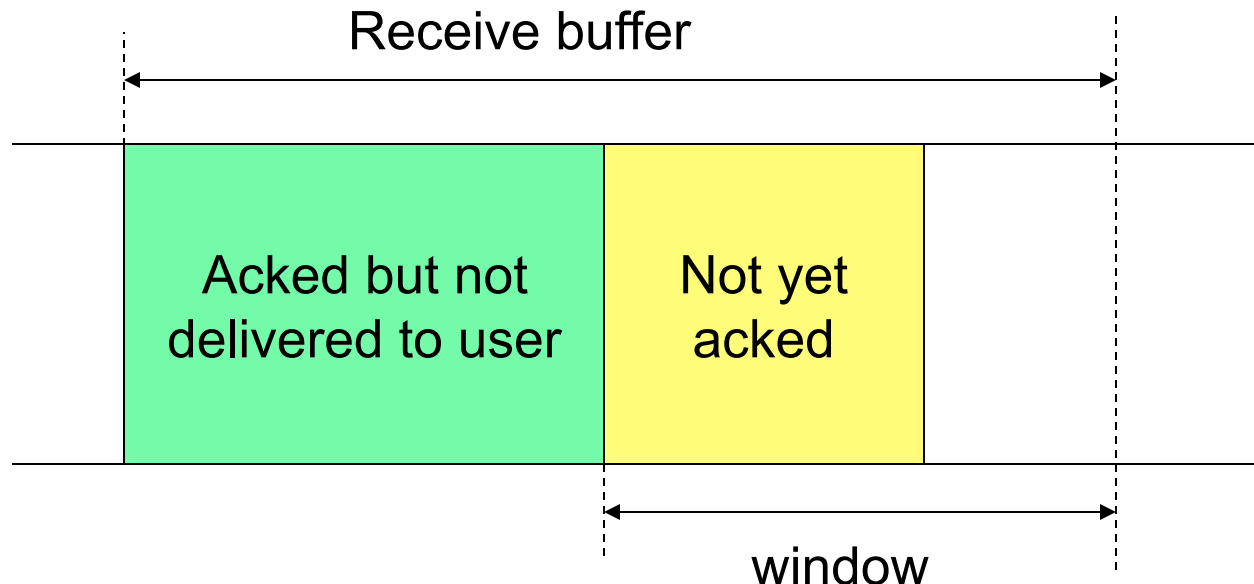 Receive buffer
Acked but not
delivered to user
Not yet
acked
window